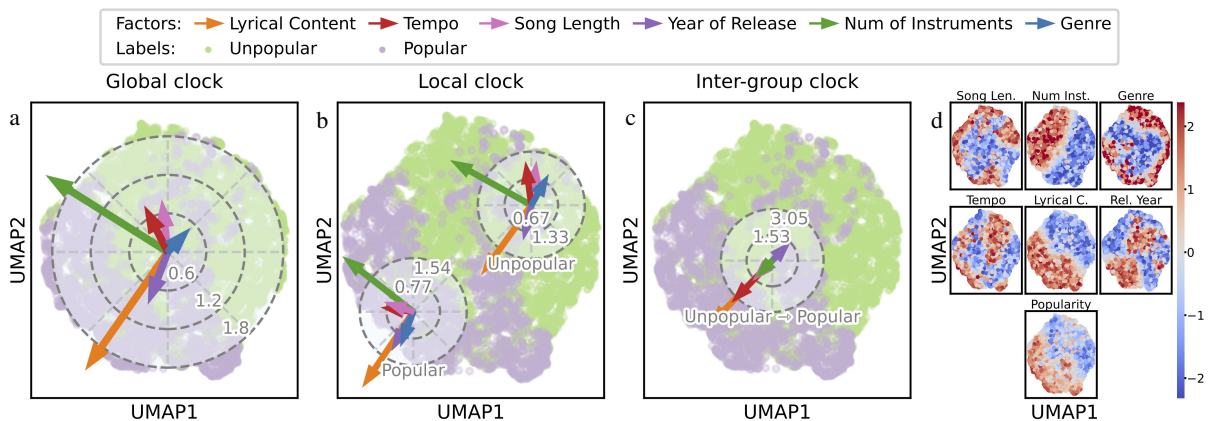 Factors: Lyrical Content Tempo Song Length Year of Release Num of Instruments Genre
Labels: Unpopular Popular
Global clock
Local clock
Inter-group clock
a
UMAP2
0.6
1.2
1.8
UMAP1
b
0.67
1.33
Unpopular
1.54
0.77
Popular
UMAP1
c
3.05
1.53
Unpopular → Popular
UMAP1
d
Song Len. Num Inst. Genre
Tempo Lyrical C. Rel. Year
UMAP2
Popularity
UMAP1
2
1
0
−1
−2